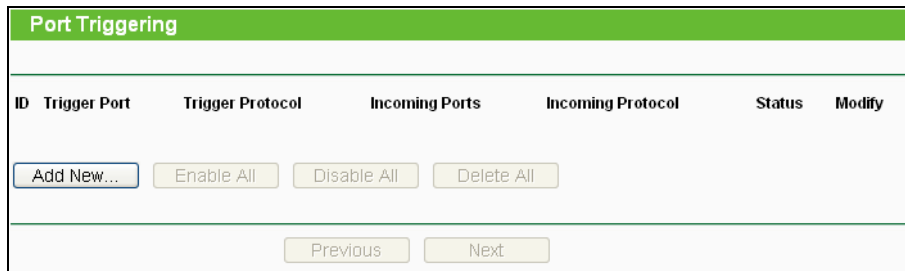 Port Triggering
ID Trigger Port Trigger Protocol Incoming Ports Incoming Protocol Status Modify
Add New... Enable All Disable All Delete All
Previous Next